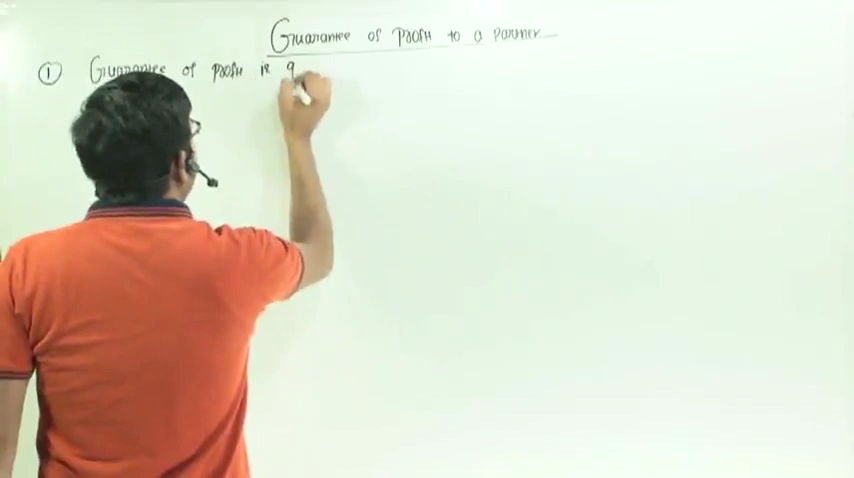 Guarantee of Profit to a Partner
① Guarantee of profit is g